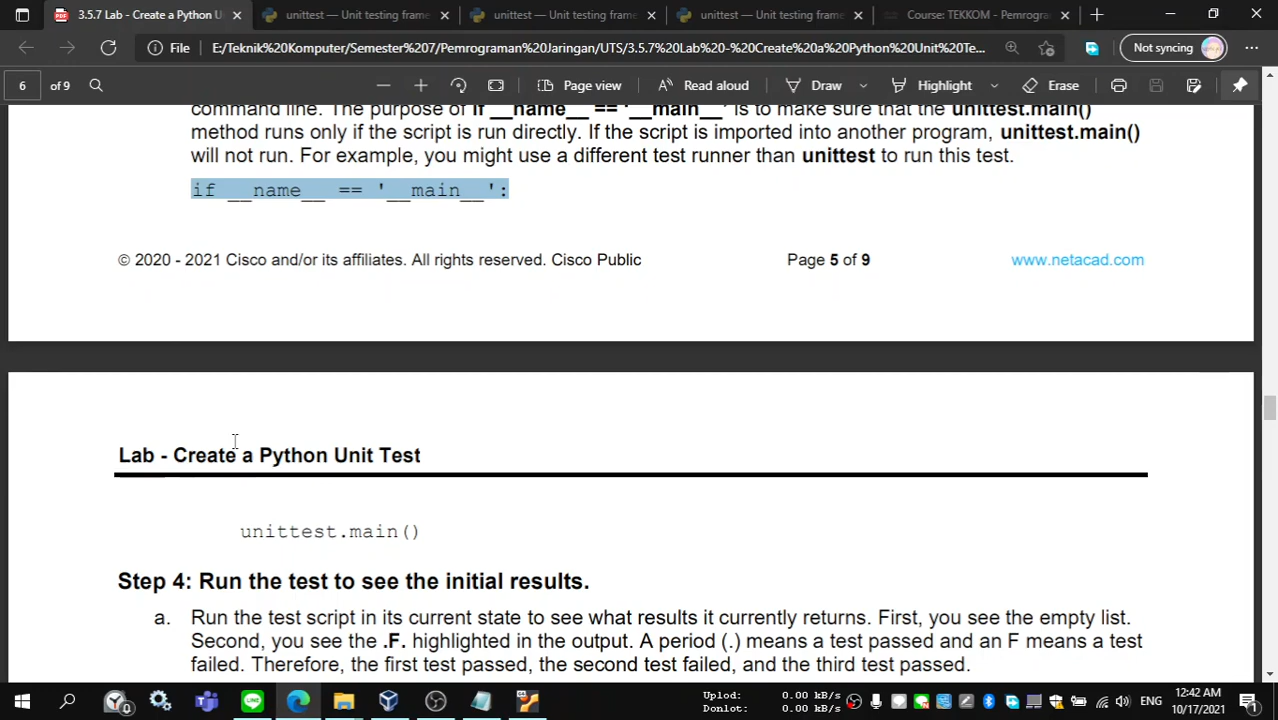 3.5.7 Lab - Create a Python U
unittest — Unit testing frame
unittest — Unit testing frame
unittest — Unit testing frame
Course: TEKKOM - Pemrogra
File
E:/Teknik%20Komputer/Semester%207/Pemrograman%20Jaringan/UTS/3.5.7%20Lab%20-%20Create%20a%20Python%20Unit%20Te...
Not syncing
6 of 9
Page view
Read aloud
Draw
Highlight
Erase
command line. The purpose of if __name__ == '__main__' is to make sure that the unittest.main()
method runs only if the script is run directly. If the script is imported into another program, unittest.main()
will not run. For example, you might use a different test runner than unittest to run this test.
if __name__ == '__main__':
© 2020 - 2021 Cisco and/or its affiliates. All rights reserved. Cisco Public
Page 5 of 9
www.netacad.com
Lab - Create a Python Unit Test
unittest.main()
Step 4: Run the test to see the initial results.
a. Run the test script in its current state to see what results it currently returns. First, you see the empty list.
Second, you see the .F. highlighted in the output. A period (.) means a test passed and an F means a test
failed. Therefore, the first test passed, the second test failed, and the third test passed.
Uplod: 0.00 kB/s
Donlot: 0.00 kB/s
ENG
12:42 AM
10/17/2021